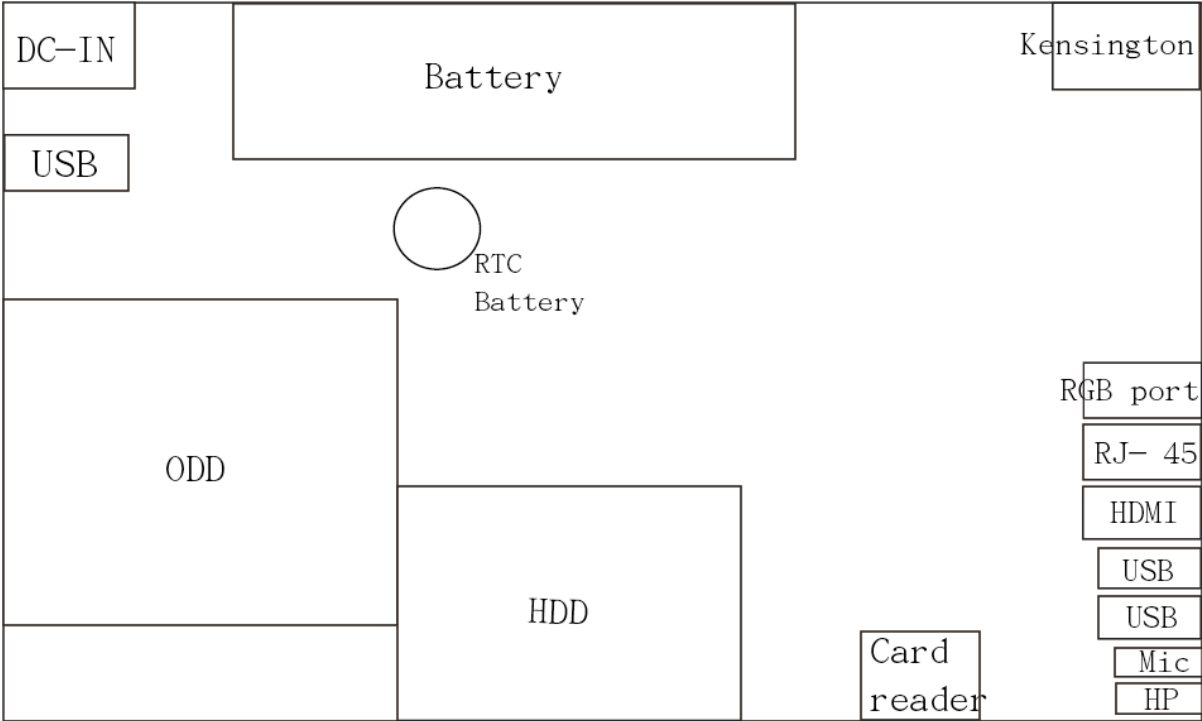 DC-IN
Battery
Kensington
USB
RTC
Battery
RGB port
RJ- 45
ODD
HDMI
USB
HDD
USB
Card
reader
Mic
HP